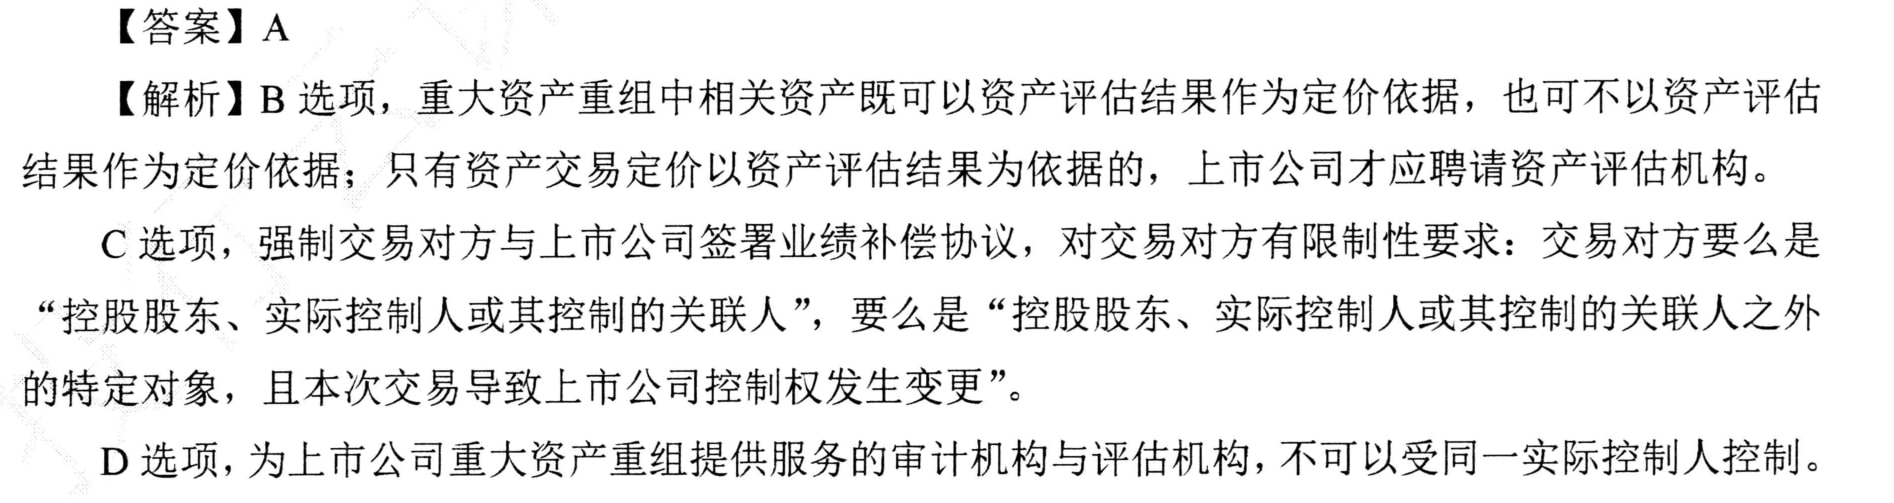 【答案】A
【解析】B 选项，重大资产重组中相关资产既可以资产评估结果作为定价依据，也可不以资产评估
结果作为定价依据；只有资产交易定价以资产评估结果为依据的，上市公司才应聘请资产评估机构。
C 选项，强制交易对方与上市公司签署业绩补偿协议，对交易对方有限制性要求：交易对方要么是
“控股股东、实际控制人或其控制的关联人”，要么是“控股股东、实际控制人或其控制的关联人之外
的特定对象，且本次交易导致上市公司控制权发生变更”。
D 选项，为上市公司重大资产重组提供服务的审计机构与评估机构，不可以受同一实际控制人控制。